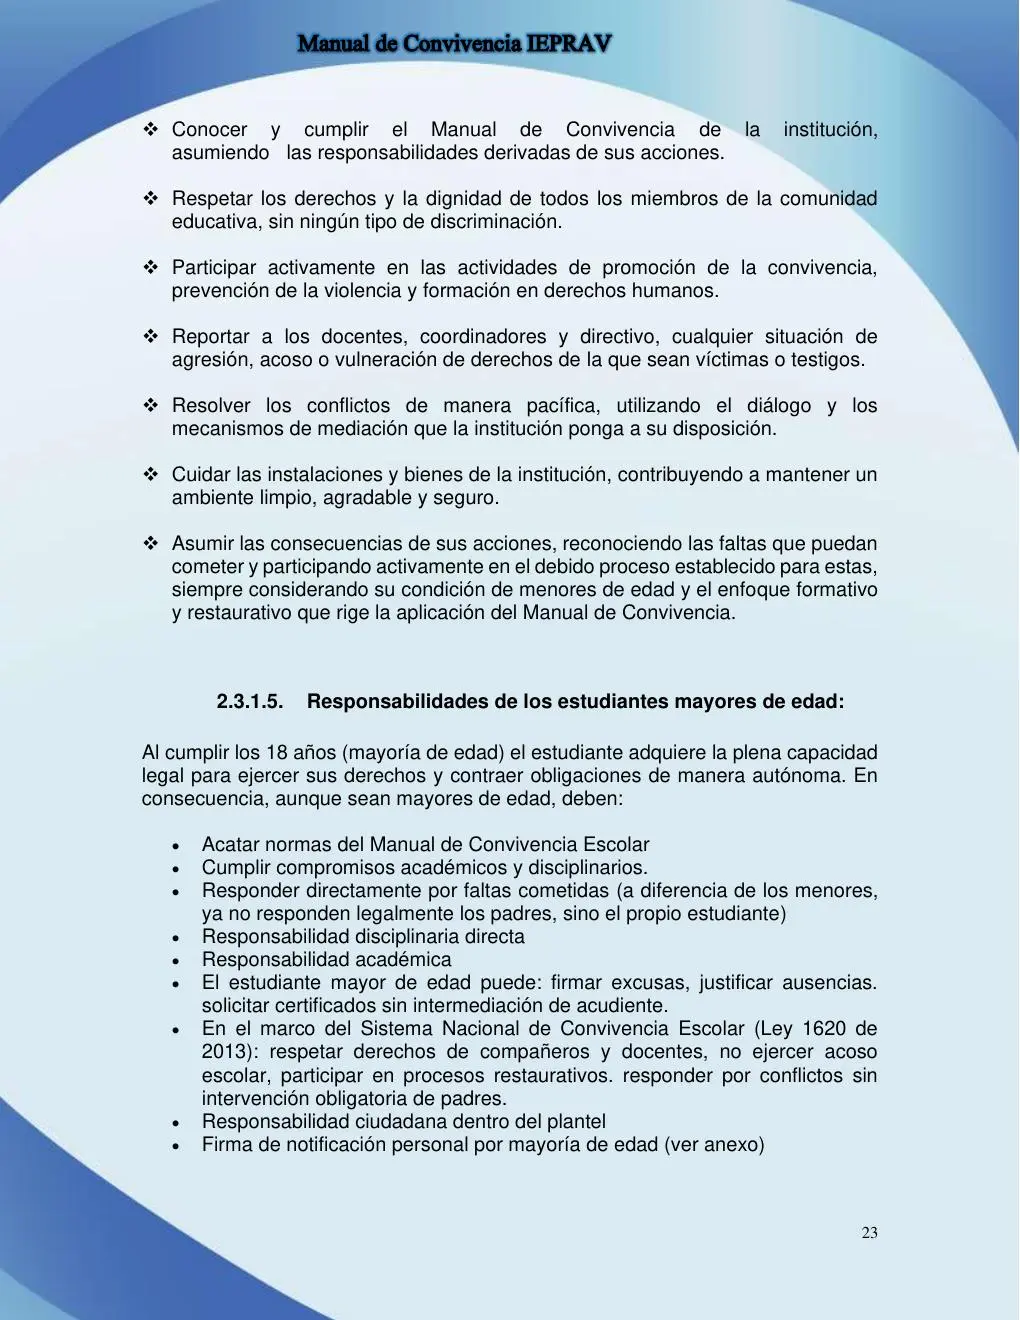 Manual de Convivencia IEPRAV
❖ Conocer y cumplir el Manual de Convivencia de la institución,
asumiendo las responsabilidades derivadas de sus acciones.
❖ Respetar los derechos y la dignidad de todos los miembros de la comunidad
educativa, sin ningún tipo de discriminación.
❖ Participar activamente en las actividades de promoción de la convivencia,
prevención de la violencia y formación en derechos humanos.
❖ Reportar a los docentes, coordinadores y directivo, cualquier situación de
agresión, acoso o vulneración de derechos de la que sean víctimas o testigos.
❖ Resolver los conflictos de manera pacífica, utilizando el diálogo y los
mecanismos de mediación que la institución ponga a su disposición.
❖ Cuidar las instalaciones y bienes de la institución, contribuyendo a mantener un
ambiente limpio, agradable y seguro.
❖ Asumir las consecuencias de sus acciones, reconociendo las faltas que puedan
cometer y participando activamente en el debido proceso establecido para estas,
siempre considerando su condición de menores de edad y el enfoque formativo
y restaurativo que rige la aplicación del Manual de Convivencia.
2.3.1.5. Responsabilidades de los estudiantes mayores de edad:
Al cumplir los 18 años (mayoría de edad) el estudiante adquiere la plena capacidad
legal para ejercer sus derechos y contraer obligaciones de manera autónoma. En
consecuencia, aunque sean mayores de edad, deben:
• Acatar normas del Manual de Convivencia Escolar
• Cumplir compromisos académicos y disciplinarios.
• Responder directamente por faltas cometidas (a diferencia de los menores,
ya no responden legalmente los padres, sino el propio estudiante)
• Responsabilidad disciplinaria directa
• Responsabilidad académica
• El estudiante mayor de edad puede: firmar excusas, justificar ausencias.
solicitar certificados sin intermediación de acudiente.
• En el marco del Sistema Nacional de Convivencia Escolar (Ley 1620 de
2013): respetar derechos de compañeros y docentes, no ejercer acoso
escolar, participar en procesos restaurativos. responder por conflictos sin
intervención obligatoria de padres.
• Responsabilidad ciudadana dentro del plantel
• Firma de notificación personal por mayoría de edad (ver anexo)
23